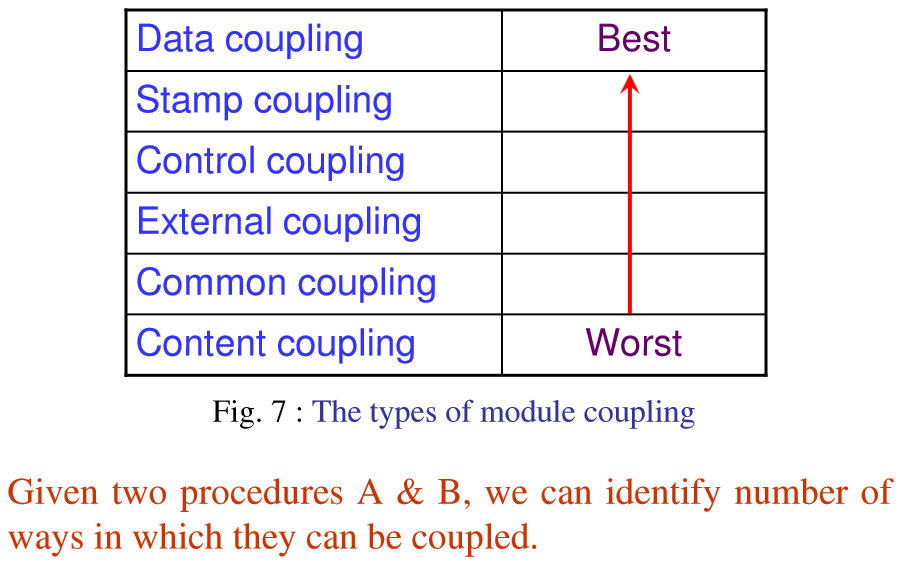 Data coupling Best
Stamp coupling
Control coupling
External coupling
Common coupling
Content coupling Worst
Fig. 7 : The types of module coupling
Given two procedures A & B, we can identify number of
ways in which they can be coupled.